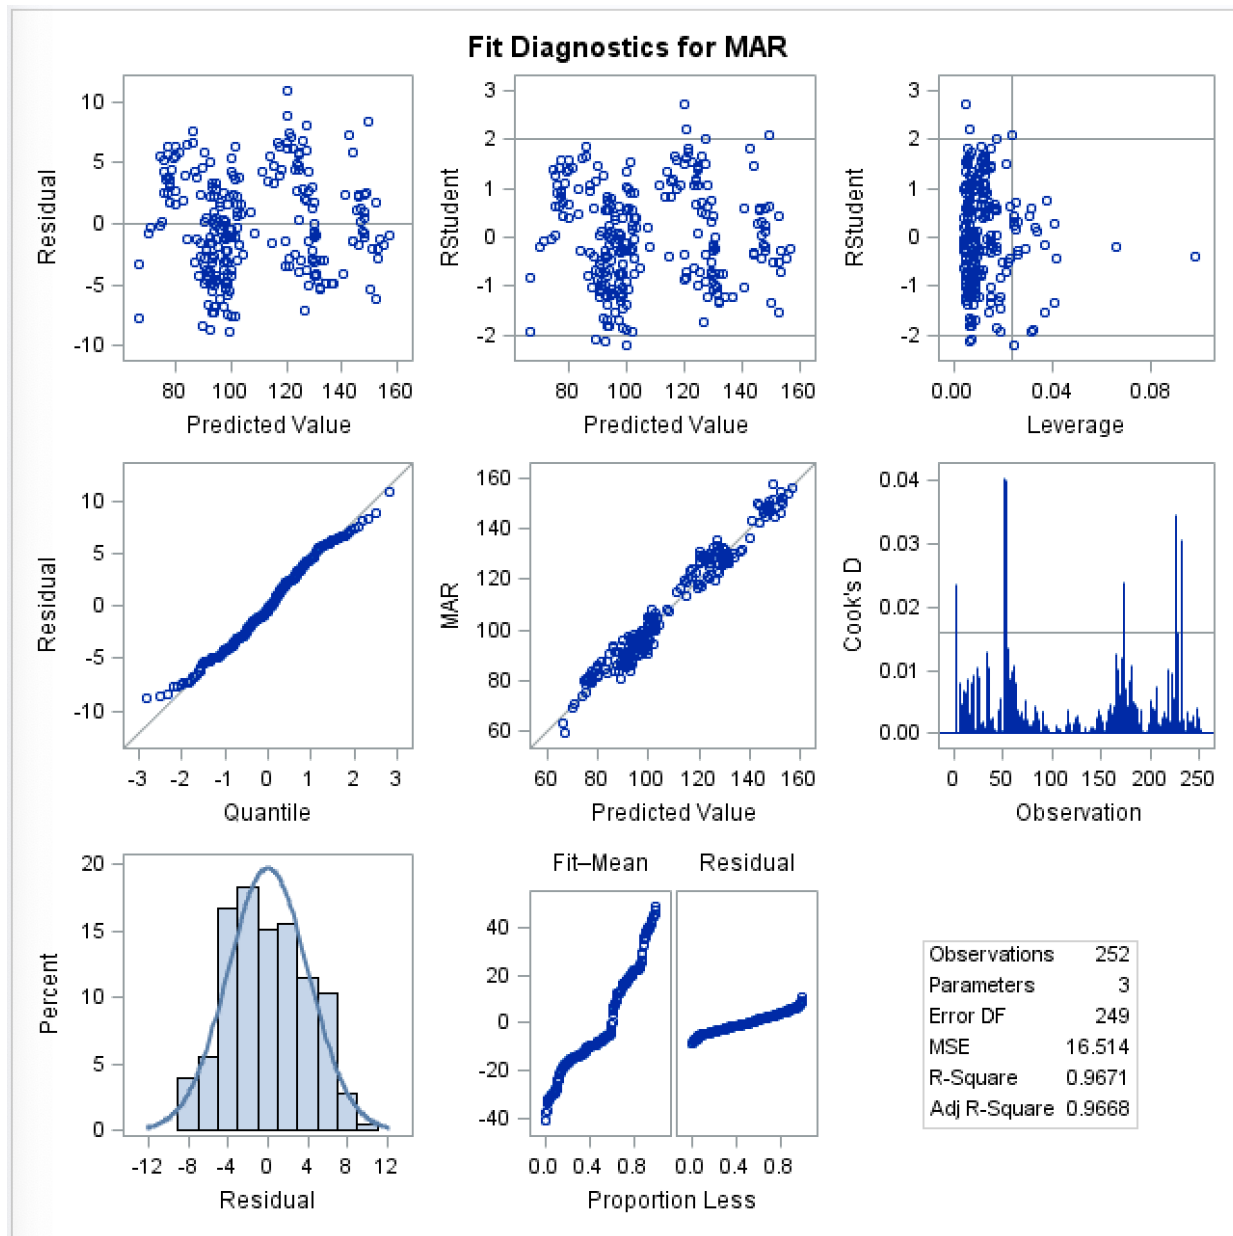 Fit Diagnostics for MAR
10
5
0
-5
-10
Residual
80 100 120 140 160
Predicted Value
3
2
1
0
-1
-2
RStudent
80 100 120 140 160
Predicted Value
3
2
1
0
-1
-2
RStudent
0.00 0.04 0.08
Leverage
10
5
0
-5
-10
Residual
-3 -2 -1 0 1 2 3
Quantile
160
140
120
100
80
60
MAR
60 80 100 120 140 160
Predicted Value
0.04
0.03
0.02
0.01
0.00
Cook's D
0 50 100 150 200 250
Observation
20
15
10
5
0
Percent
-12 -8 -4 0 4 8 12
Residual
Fit–Mean Residual
40
20
0
-20
-40
0.0 0.4 0.8 0.0 0.4 0.8
Proportion Less
Observations 252
Parameters 3
Error DF 249
MSE 16.514
R-Square 0.9671
Adj R-Square 0.9668